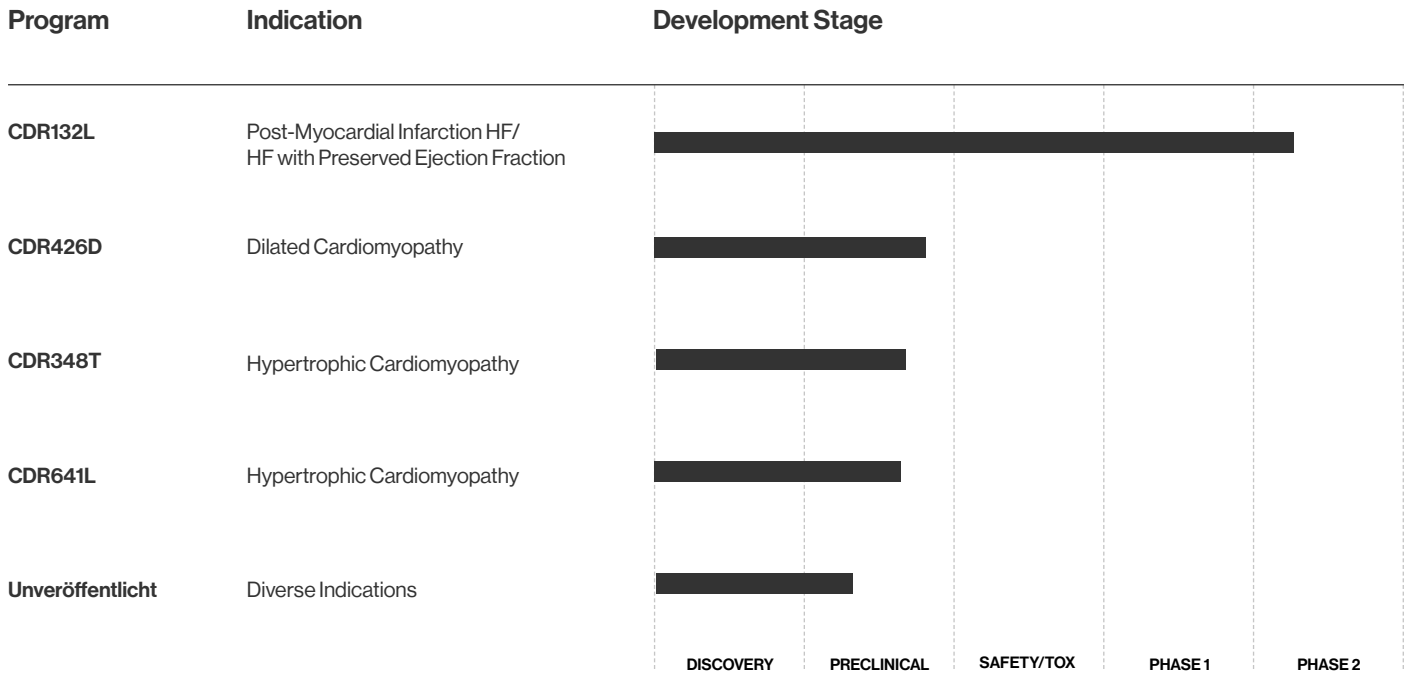 Program Indication Development Stage
CDR132L Post-Myocardial Infarction HF/
HF with Preserved Ejection Fraction
CDR426D Dilated Cardiomyopathy
CDR348T Hypertrophic Cardiomyopathy
CDR641L Hypertrophic Cardiomyopathy
Unveröffentlicht Diverse Indications
DISCOVERY PRECLINICAL SAFETY/TOX PHASE 1 PHASE 2